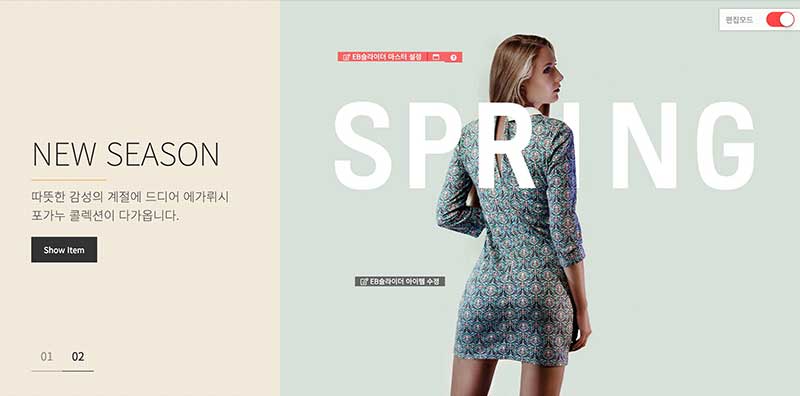 편집모드
EB슬라이더 마스터 설정
SPRING
NEW SEASON
따뜻한 감성의 계절에 드디어 에가뤼시
포가누 콜렉션이 다가옵니다.
Show Item
EB슬라이더 아이템 수정
01 02